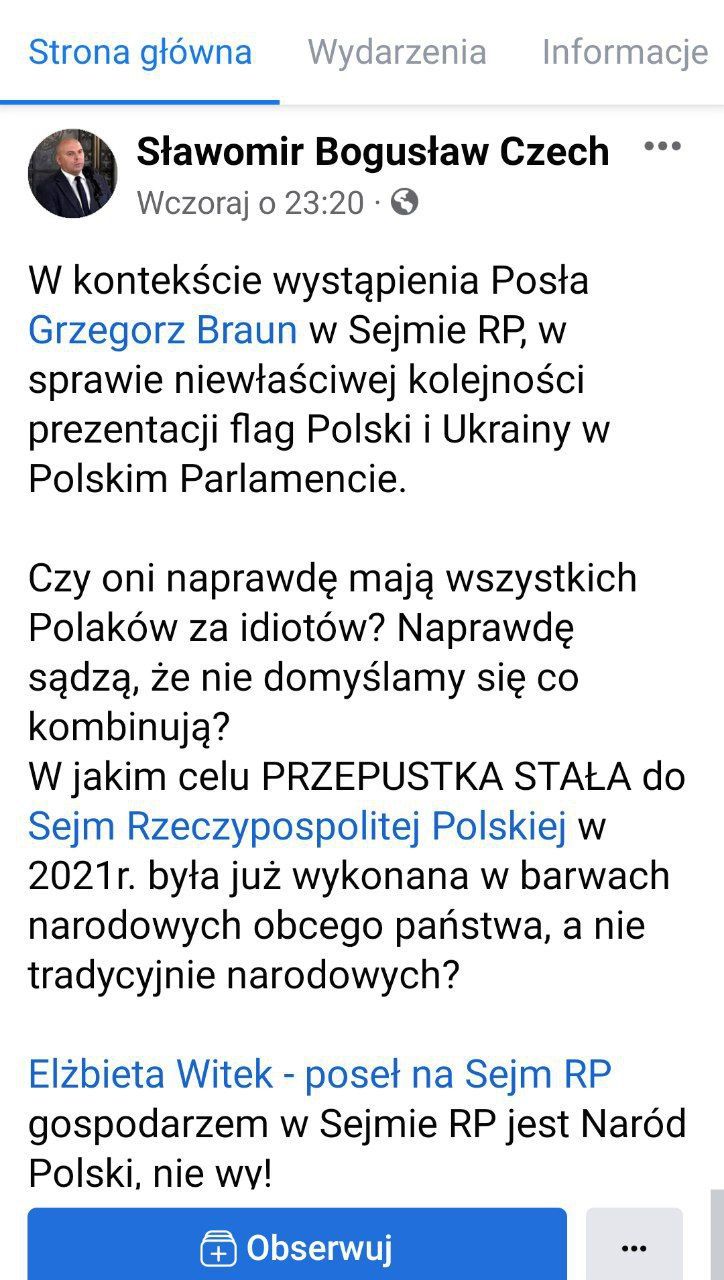 Strona główna Wydarzenia Informacje
Sławomir Bogusław Czech
Wczoraj o 23:20 ·
W kontekście wystąpienia Posła
Grzegorz Braun w Sejmie RP, w
sprawie niewłaściwej kolejności
prezentacji flag Polski i Ukrainy w
Polskim Parlamencie.
Czy oni naprawdę mają wszystkich
Polaków za idiotów? Naprawdę
sądzą, że nie domyślamy się co
kombinują?
W jakim celu PRZEPUSTKA STAŁA do
Sejm Rzeczypospolitej Polskiej w
2021r. była już wykonana w barwach
narodowych obcego państwa, a nie
tradycyjnie narodowych?
Elżbieta Witek - poseł na Sejm RP
gospodarzem w Sejmie RP jest Naród
Polski, nie wy!
Obserwuj